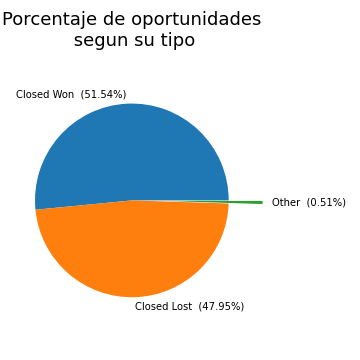 Porcentaje de oportunidades
segun su tipo
Closed Won (51.54%)
Other (0.51%)
Closed Lost (47.95%)